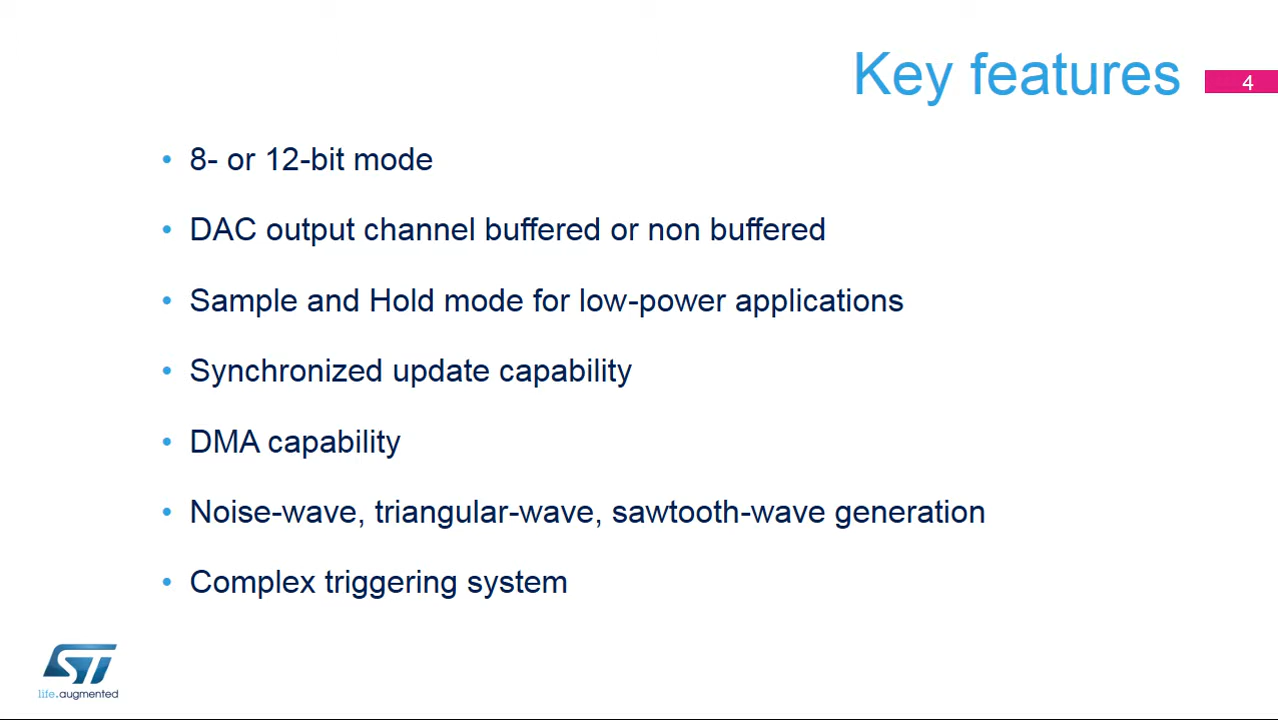 Key features
4
• 8- or 12-bit mode
• DAC output channel buffered or non buffered
• Sample and Hold mode for low-power applications
• Synchronized update capability
• DMA capability
• Noise-wave, triangular-wave, sawtooth-wave generation
• Complex triggering system
ST
life.augmented